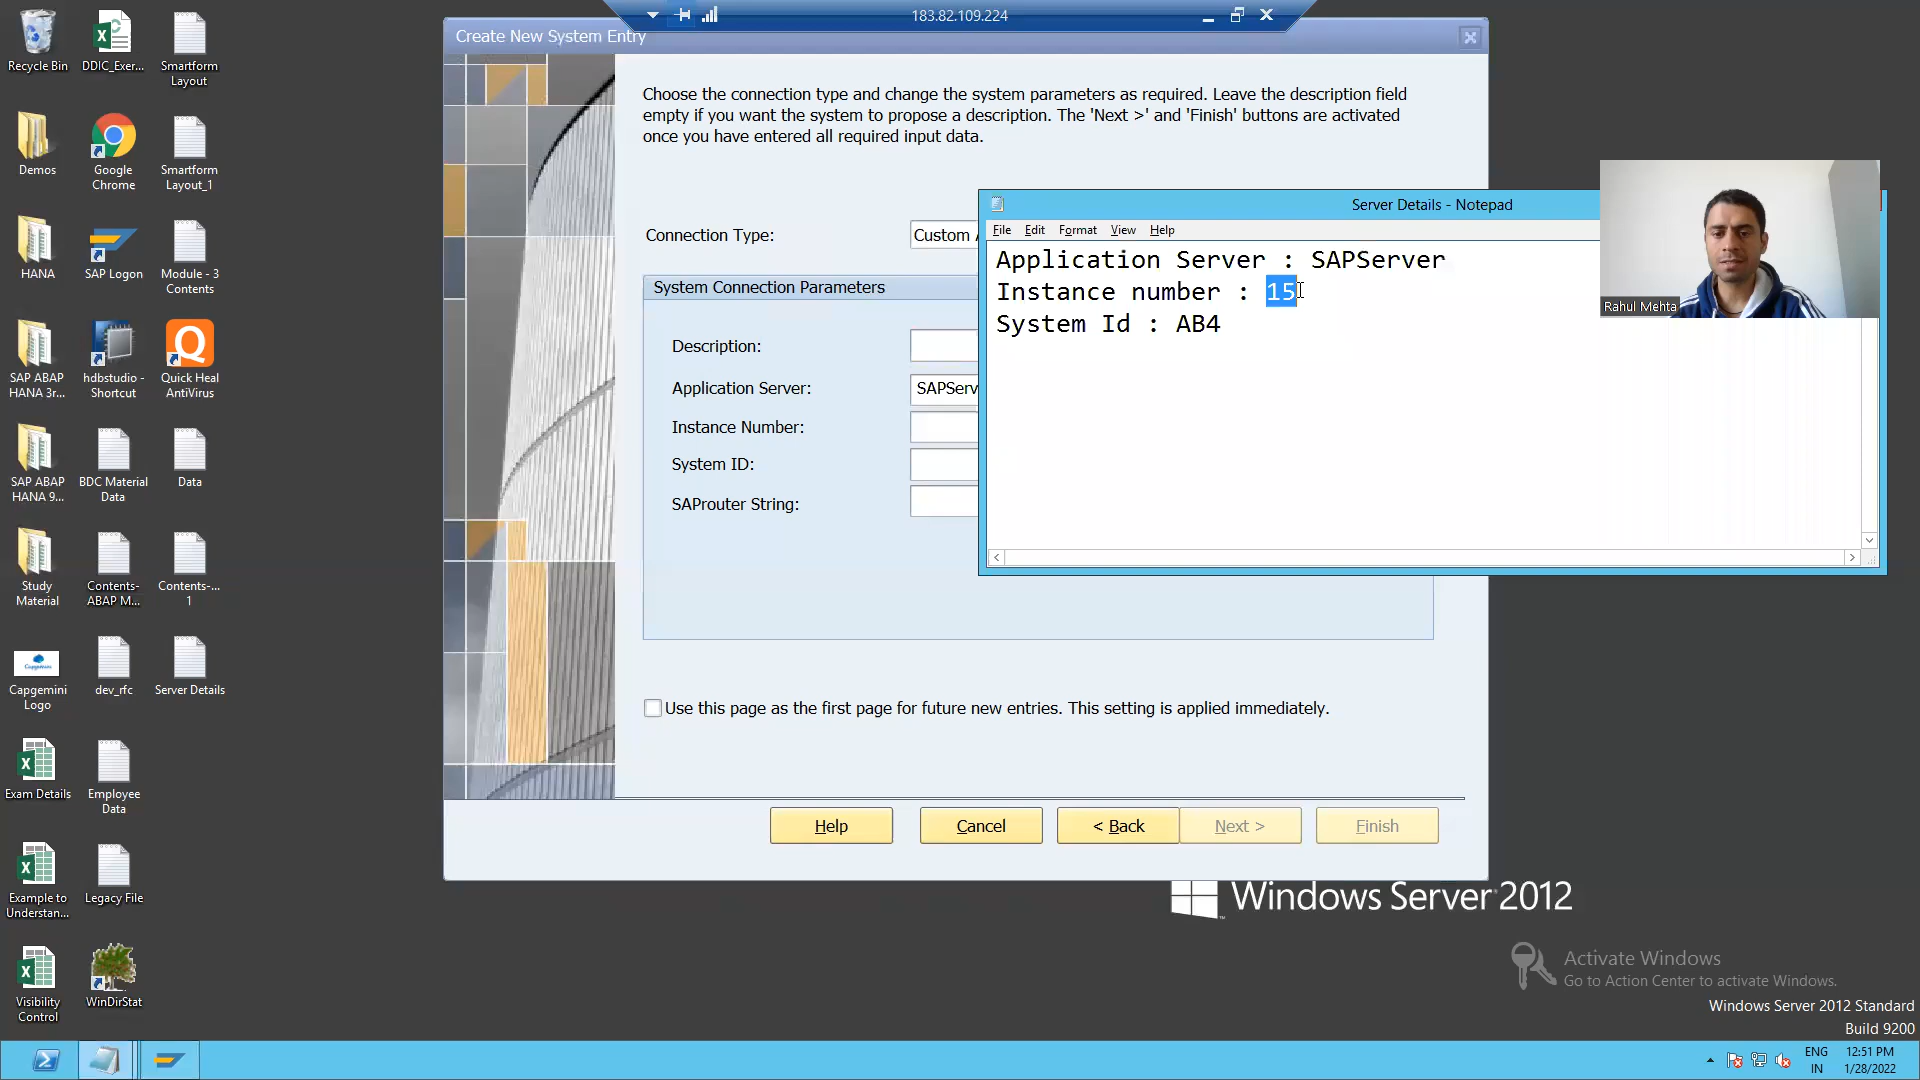 183.82.109.224
Create New System Entry
Choose the connection type and change the system parameters as required. Leave the description field
empty if you want the system to propose a description. The 'Next >' and 'Finish' buttons are activated
once you have entered all required input data.
Connection Type:
Custom A
System Connection Parameters
Description:
Application Server:
SAPServ
Instance Number:
System ID:
SAProuter String:
Use this page as the first page for future new entries. This setting is applied immediately.
Help
Cancel
< Back
Next >
Finish
Server Details - Notepad
File Edit Format View Help
Application Server : SAPServer
Instance number : 15
System Id : AB4
Rahul Mehta
Recycle Bin
DDIC_Exer...
Smartform
Layout
Demos
Google
Chrome
Smartform
Layout_1
HANA
SAP Logon
Module - 3
Contents
SAP ABAP
HANA 3r...
hdbstudio -
Shortcut
Quick Heal
AntiVirus
SAP ABAP
HANA 9...
BDC Material
Data
Data
Study
Material
Contents-
ABAP M...
Contents-...
1
Capgemini
Capgemini
Logo
dev_rfc
Server Details
Exam Details
Employee
Data
Example to
Understan...
Legacy File
Visibility
Control
WinDirStat
Windows Server 2012
Activate Windows
Go to Action Center to activate Windows.
Windows Server 2012 Standard
Build 9200
ENG
IN
12:51 PM
1/28/2022